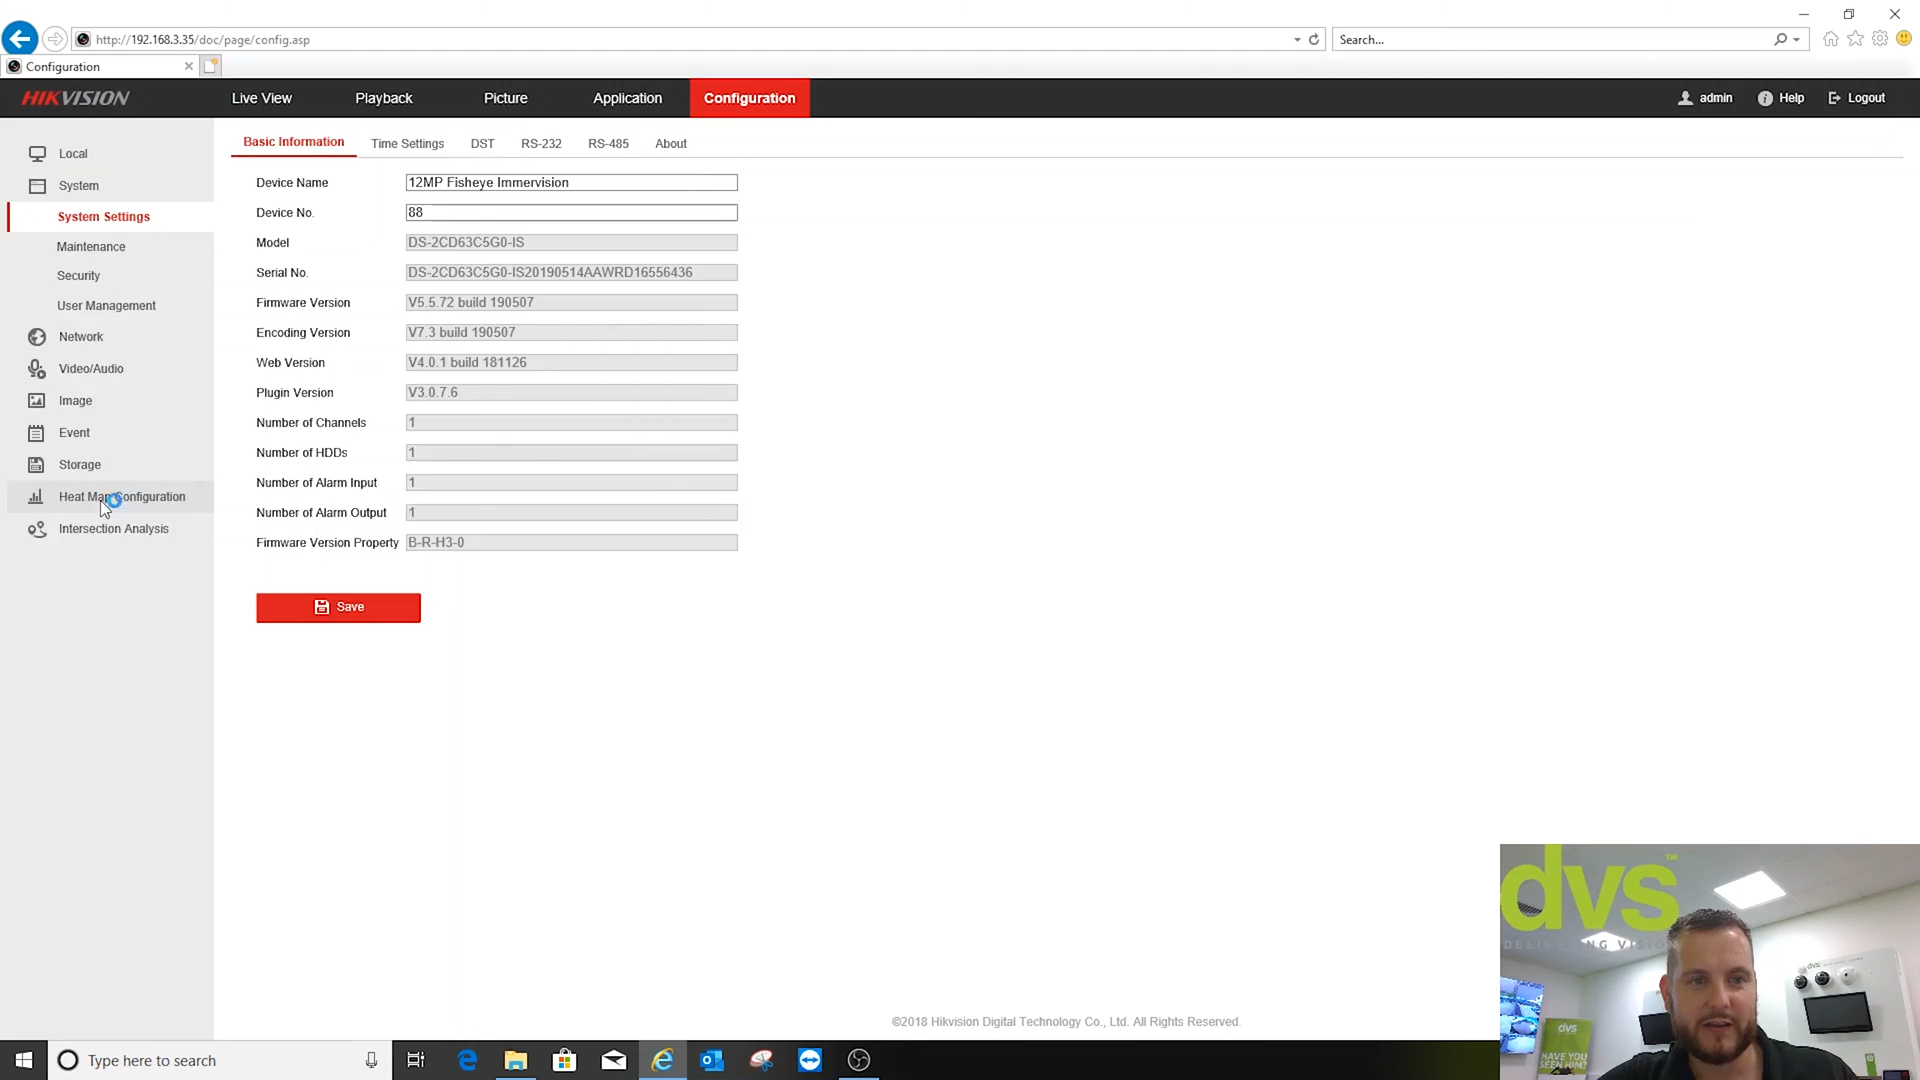 http://192.168.3.35/doc/page/config.asp
Search...
Configuration
HIKVISION
Live View
Playback
Picture
Application
Configuration
admin
Help
Logout
Local
System
System Settings
Maintenance
Security
User Management
Network
Video/Audio
Image
Event
Storage
Heat Map Configuration
Intersection Analysis
Basic Information
Time Settings
DST
RS-232
RS-485
About
Device Name 12MP Fisheye Immervision
Device No. 88
Model DS-2CD63C5G0-IS
Serial No. DS-2CD63C5G0-IS20190514AAWRD16556436
Firmware Version V5.5.72 build 190507
Encoding Version V7.3 build 190507
Web Version V4.0.1 build 181126
Plugin Version V3.0.7.6
Number of Channels 1
Number of HDDs 1
Number of Alarm Input 1
Number of Alarm Output 1
Firmware Version Property B-R-H3-0
Save
©2018 Hikvision Digital Technology Co., Ltd. All Rights Reserved.
dvs™
dvs
dvs
HAVE YOU
SEEN HIM?
Type here to search